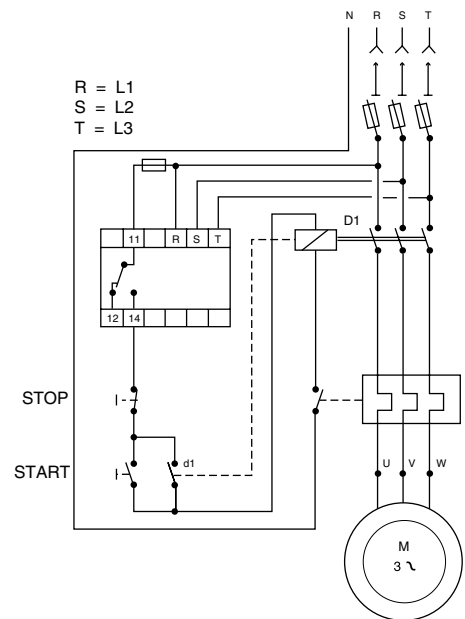 N R S T
R = L1
S = L2
T = L3
D1
11 R S T
12 14
STOP
START
d1
U V W
M
3 ~